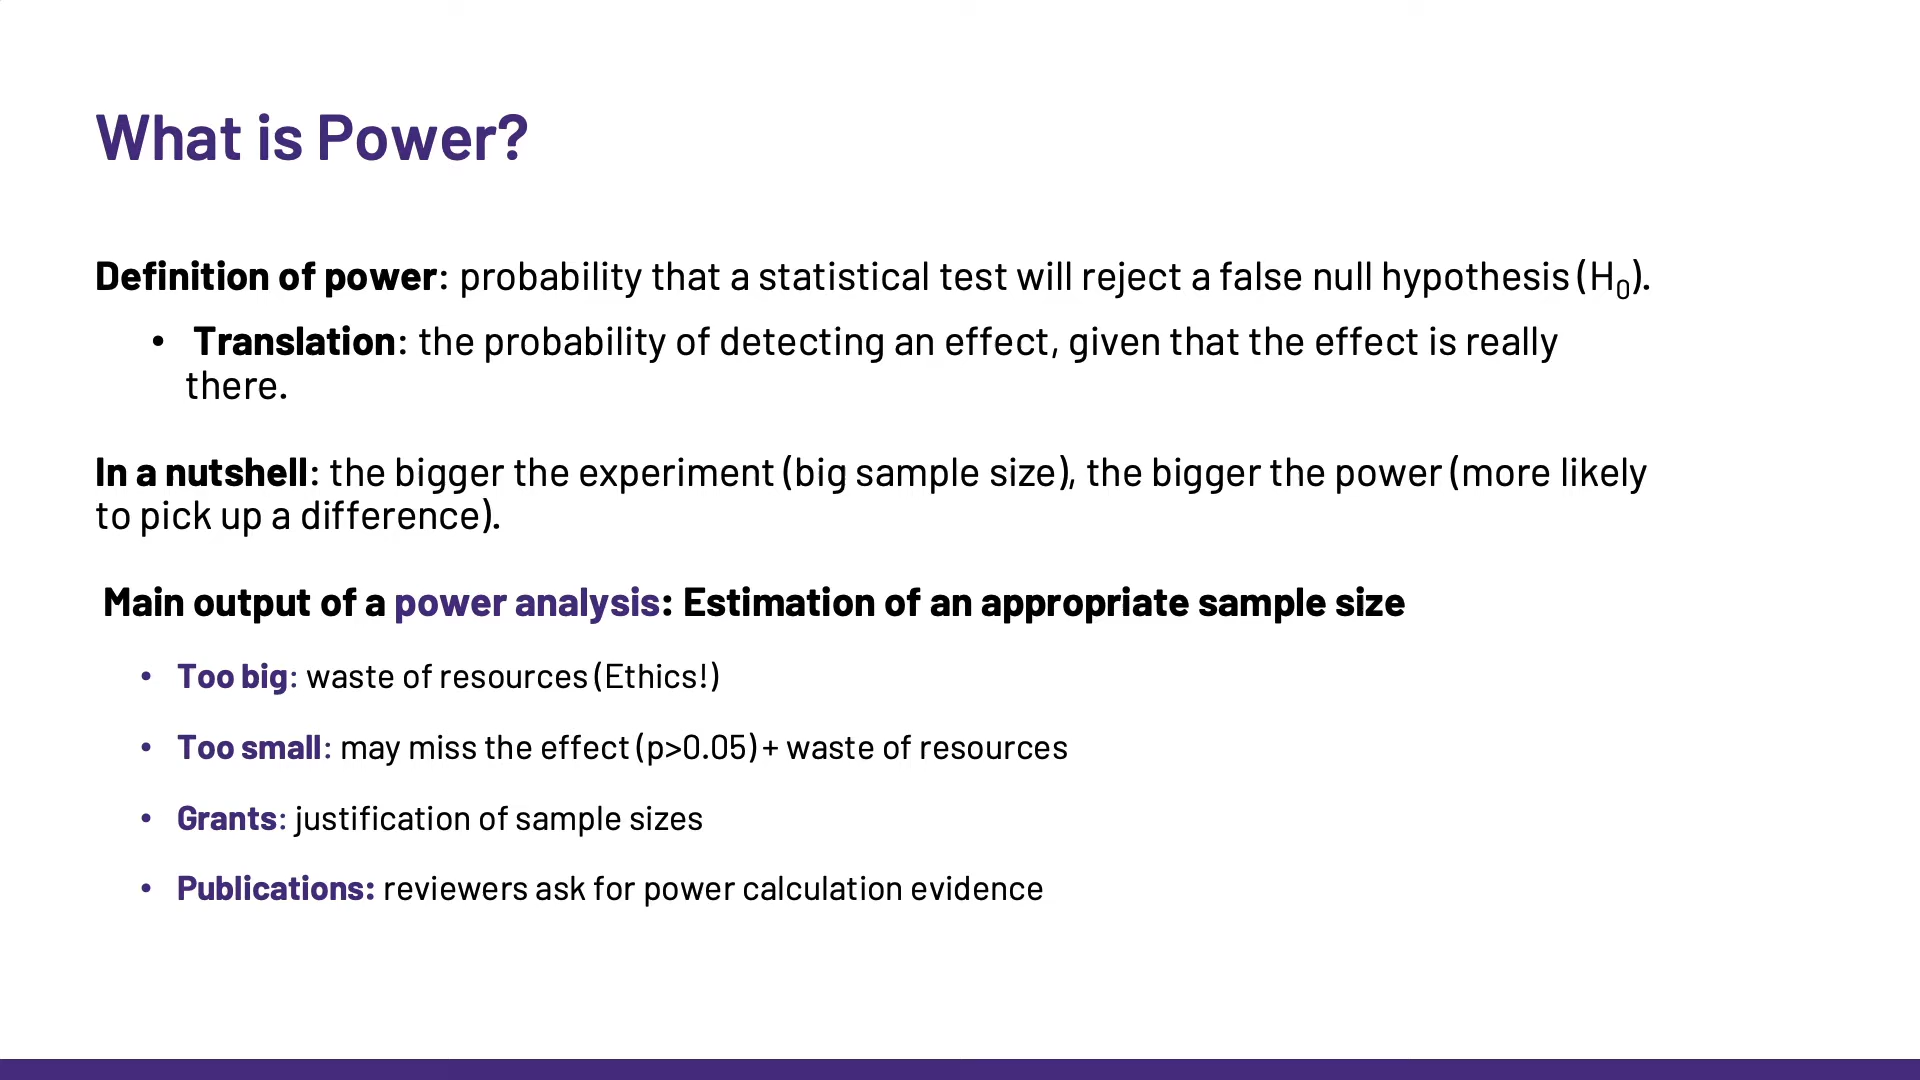 What is Power?
Definition of power: probability that a statistical test will reject a false null hypothesis (H₀).
• Translation: the probability of detecting an effect, given that the effect is really
there.
In a nutshell: the bigger the experiment (big sample size), the bigger the power (more likely
to pick up a difference).
Main output of a power analysis: Estimation of an appropriate sample size
• Too big: waste of resources (Ethics!)
• Too small: may miss the effect (p>0.05) + waste of resources
• Grants: justification of sample sizes
• Publications: reviewers ask for power calculation evidence